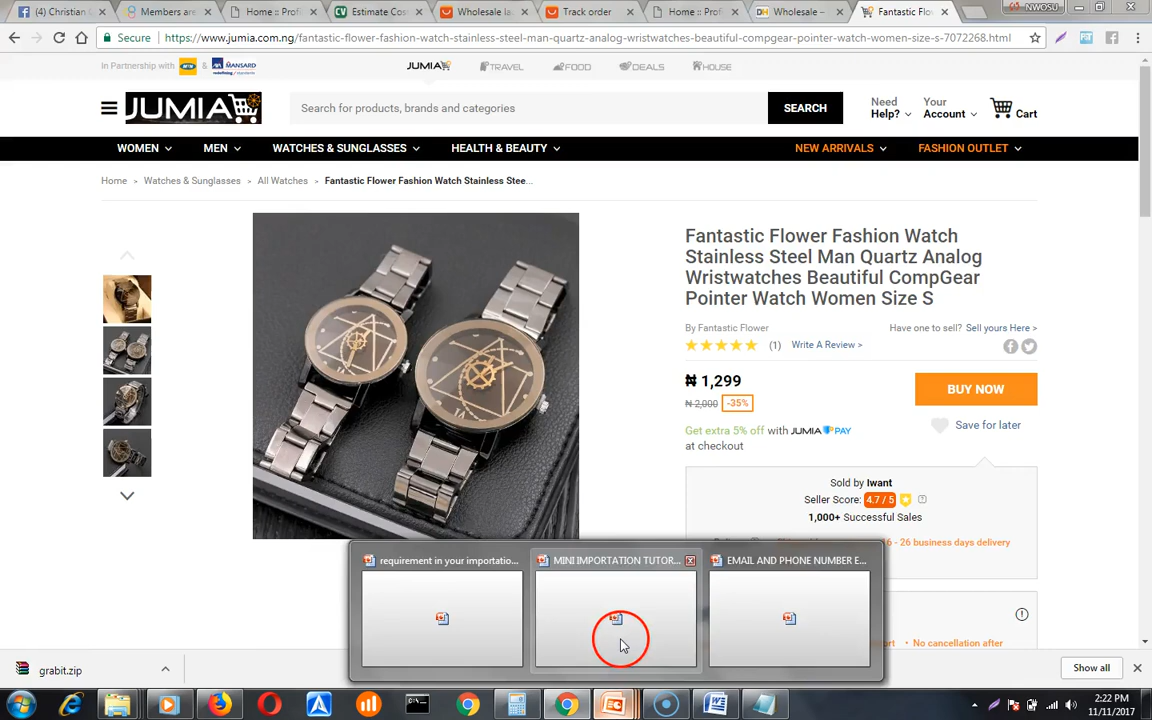 (43) Christian G
Members are
Home :: Profi
Estimate Cos
Wholesale la
Track order
Home :: Profi
Wholesale –
Fantastic Flow
NWOSU
Secure
https://www.jumia.com.ng/fantastic-flower-fashion-watch-stainless-steel-man-quartz-analog-wristwatches-beautiful-compgear-pointer-watch-women-size-s-7072268.html
In Partnership with MTN & AXA MANSARD
JUMIA TRAVEL FOOD DEALS HOUSE
JUMIA
Search for products, brands and categories
SEARCH
Need Help?
Your Account
Cart
WOMEN MEN WATCHES & SUNGLASSES HEALTH & BEAUTY NEW ARRIVALS FASHION OUTLET
Home » Watches & Sunglasses » All Watches » Fantastic Flower Fashion Watch Stainless Stee...
Fantastic Flower Fashion Watch
Stainless Steel Man Quartz Analog
Wristwatches Beautiful CompGear
Pointer Watch Women Size S
By Fantastic Flower
Have one to sell? Sell yours Here >
(1) Write A Review >
₦ 1,299
₦ 2,000 -35%
BUY NOW
Get extra 5% off with JUMIA PAY
at checkout
Save for later
Sold by Iwant
Seller Score: 4.7 / 5
1,000+ Successful Sales
16 - 26 business days delivery
No cancellation after
requirement in your importatio...
MINI IMPORTATION TUTOR...
EMAIL AND PHONE NUMBER E...
grabit.zip
Show all
2:22 PM
11/11/2017